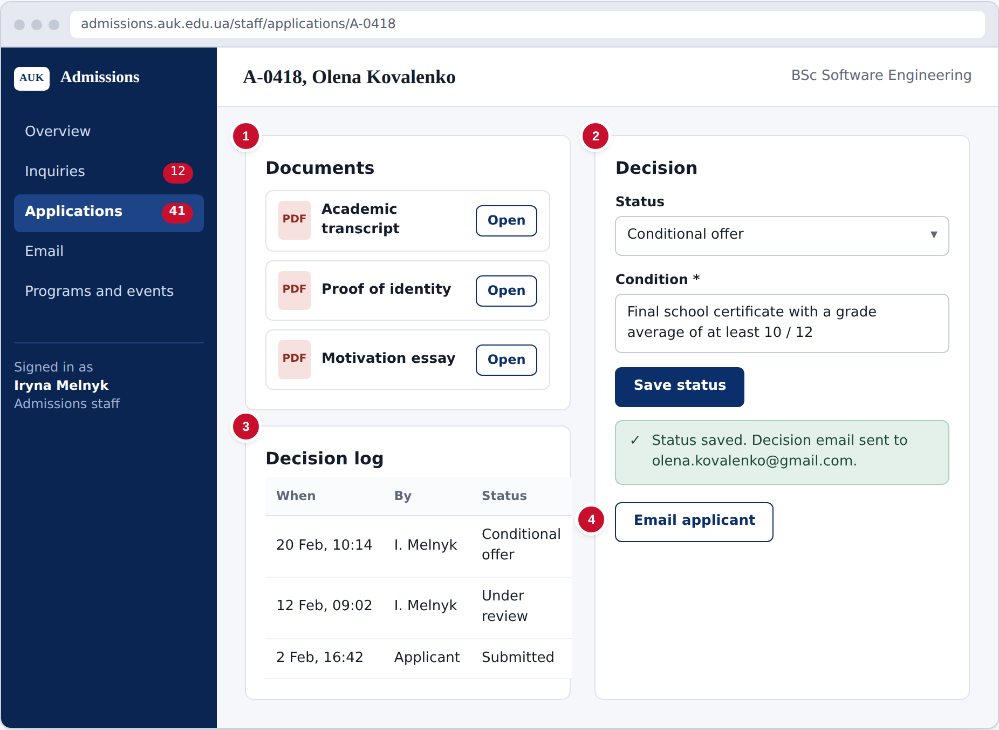 admissions.auk.edu.ua/staff/applications/A-0418
AUK Admissions
Overview
Inquiries 12
Applications 41
Email
Programs and events
Signed in as
Iryna Melnyk
Admissions staff
A-0418, Olena Kovalenko
BSc Software Engineering
1
Documents
PDF Academic transcript Open
PDF Proof of identity Open
PDF Motivation essay Open
2
Decision
Status
Conditional offer ▼
Condition *
Final school certificate with a grade
average of at least 10 / 12
Save status
✓ Status saved. Decision email sent to
olena.kovalenko@gmail.com.
4
Email applicant
3
Decision log
When By Status
20 Feb, 10:14 I. Melnyk Conditional offer
12 Feb, 09:02 I. Melnyk Under review
2 Feb, 16:42 Applicant Submitted